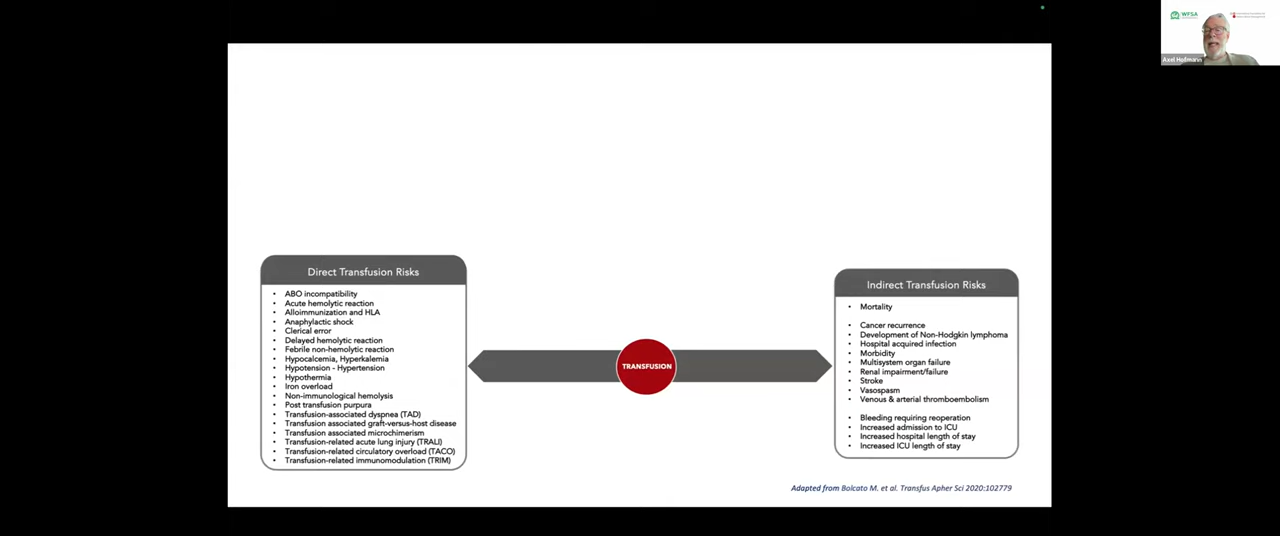 WFSA
Axel Hofmann
Direct Transfusion Risks
• ABO incompatibility
• Acute hemolytic reaction
• Alloimmunization and HLA
• Anaphylactic shock
• Clerical error
• Delayed hemolytic reaction
• Febrile non-hemolytic reaction
• Hypocalcemia, Hyperkalemia
• Hypotension - Hypertension
• Hypothermia
• Iron overload
• Non-immunological hemolysis
• Post transfusion purpura
• Transfusion-associated dyspnea (TAD)
• Transfusion associated graft-versus-host disease
• Transfusion associated microchimerism
• Transfusion-related acute lung injury (TRALI)
• Transfusion-related circulatory overload (TACO)
• Transfusion-related immunomodulation (TRIM)
TRANSFUSION
Indirect Transfusion Risks
• Mortality
• Cancer recurrence
• Development of Non-Hodgkin lymphoma
• Hospital acquired infection
• Morbidity
• Multisystem organ failure
• Renal impairment/failure
• Stroke
• Vasospasm
• Venous & arterial thromboembolism
• Bleeding requiring reoperation
• Increased admission to ICU
• Increased hospital length of stay
• Increased ICU length of stay
Adapted from Bolcato M. et al. Transfus Apher Sci 2020:102779